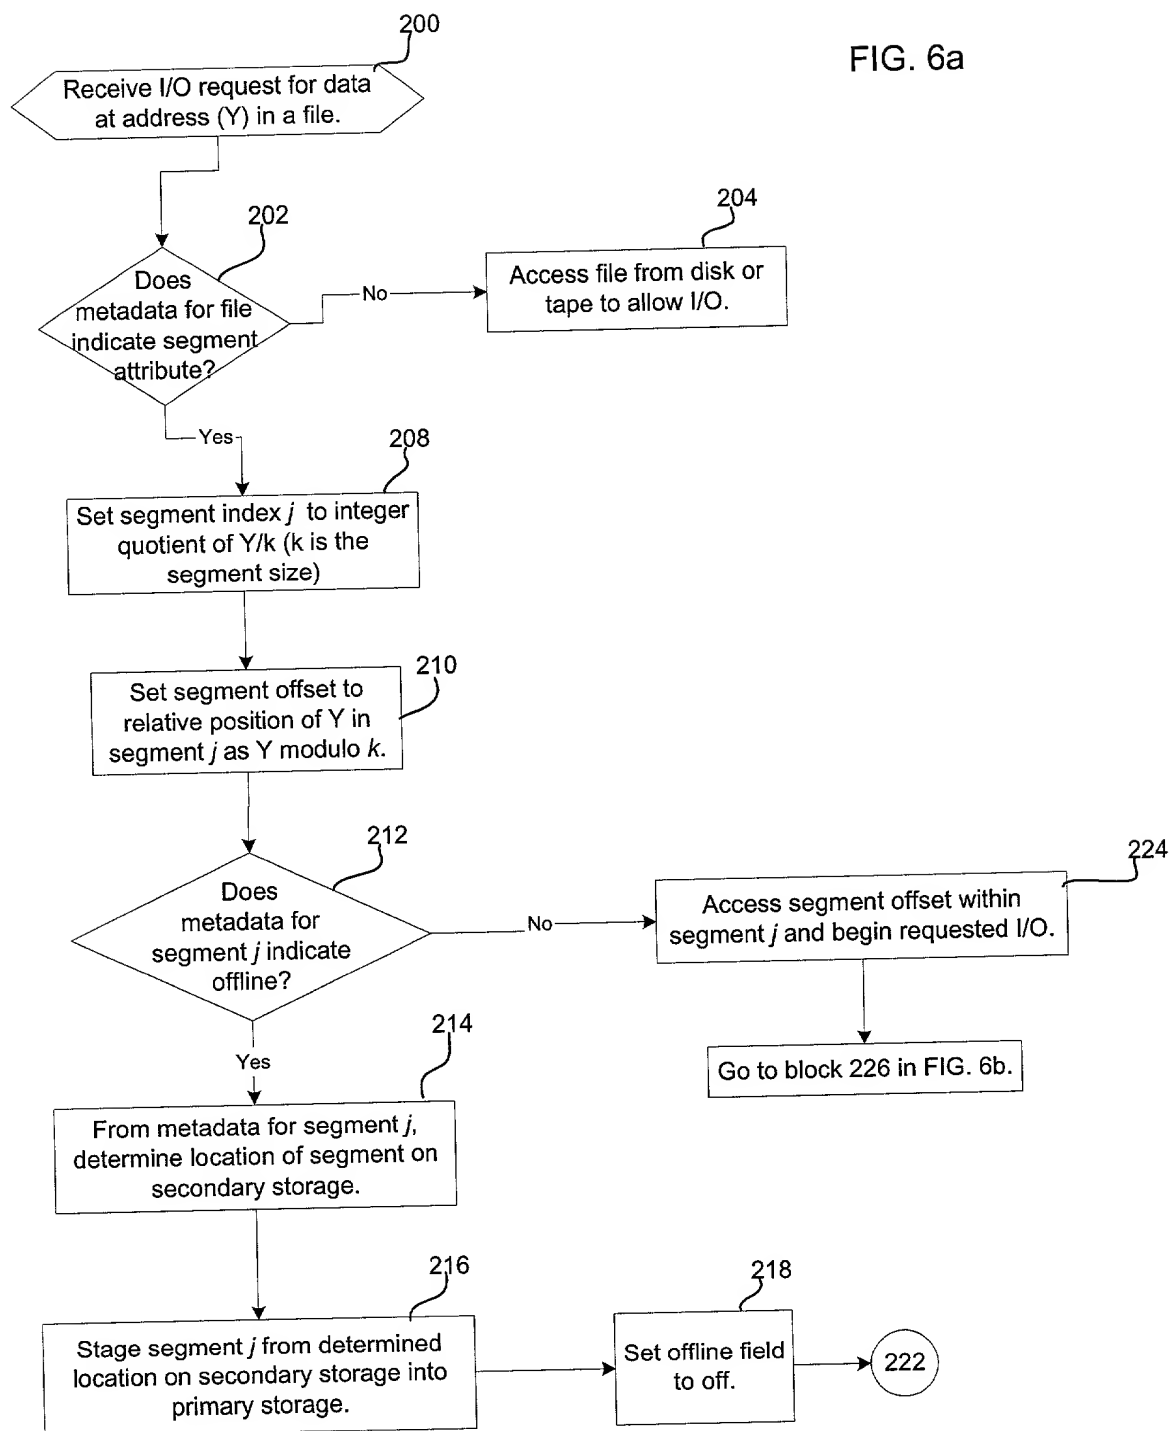 200
FIG. 6a
Receive I/O request for data
at address (Y) in a file.
202
Does
metadata for file
indicate segment
attribute?
No
204
Access file from disk or
tape to allow I/O.
Yes
208
Set segment index j to integer
quotient of Y/k (k is the
segment size)
210
Set segment offset to
relative position of Y in
segment j as Y modulo k.
212
Does
metadata for
segment j indicate
offline?
No
224
Access segment offset within
segment j and begin requested I/O.
Go to block 226 in FIG. 6b.
Yes
214
From metadata for segment j,
determine location of segment on
secondary storage.
216
Stage segment j from determined
location on secondary storage into
primary storage.
218
Set offline field
to off.
222